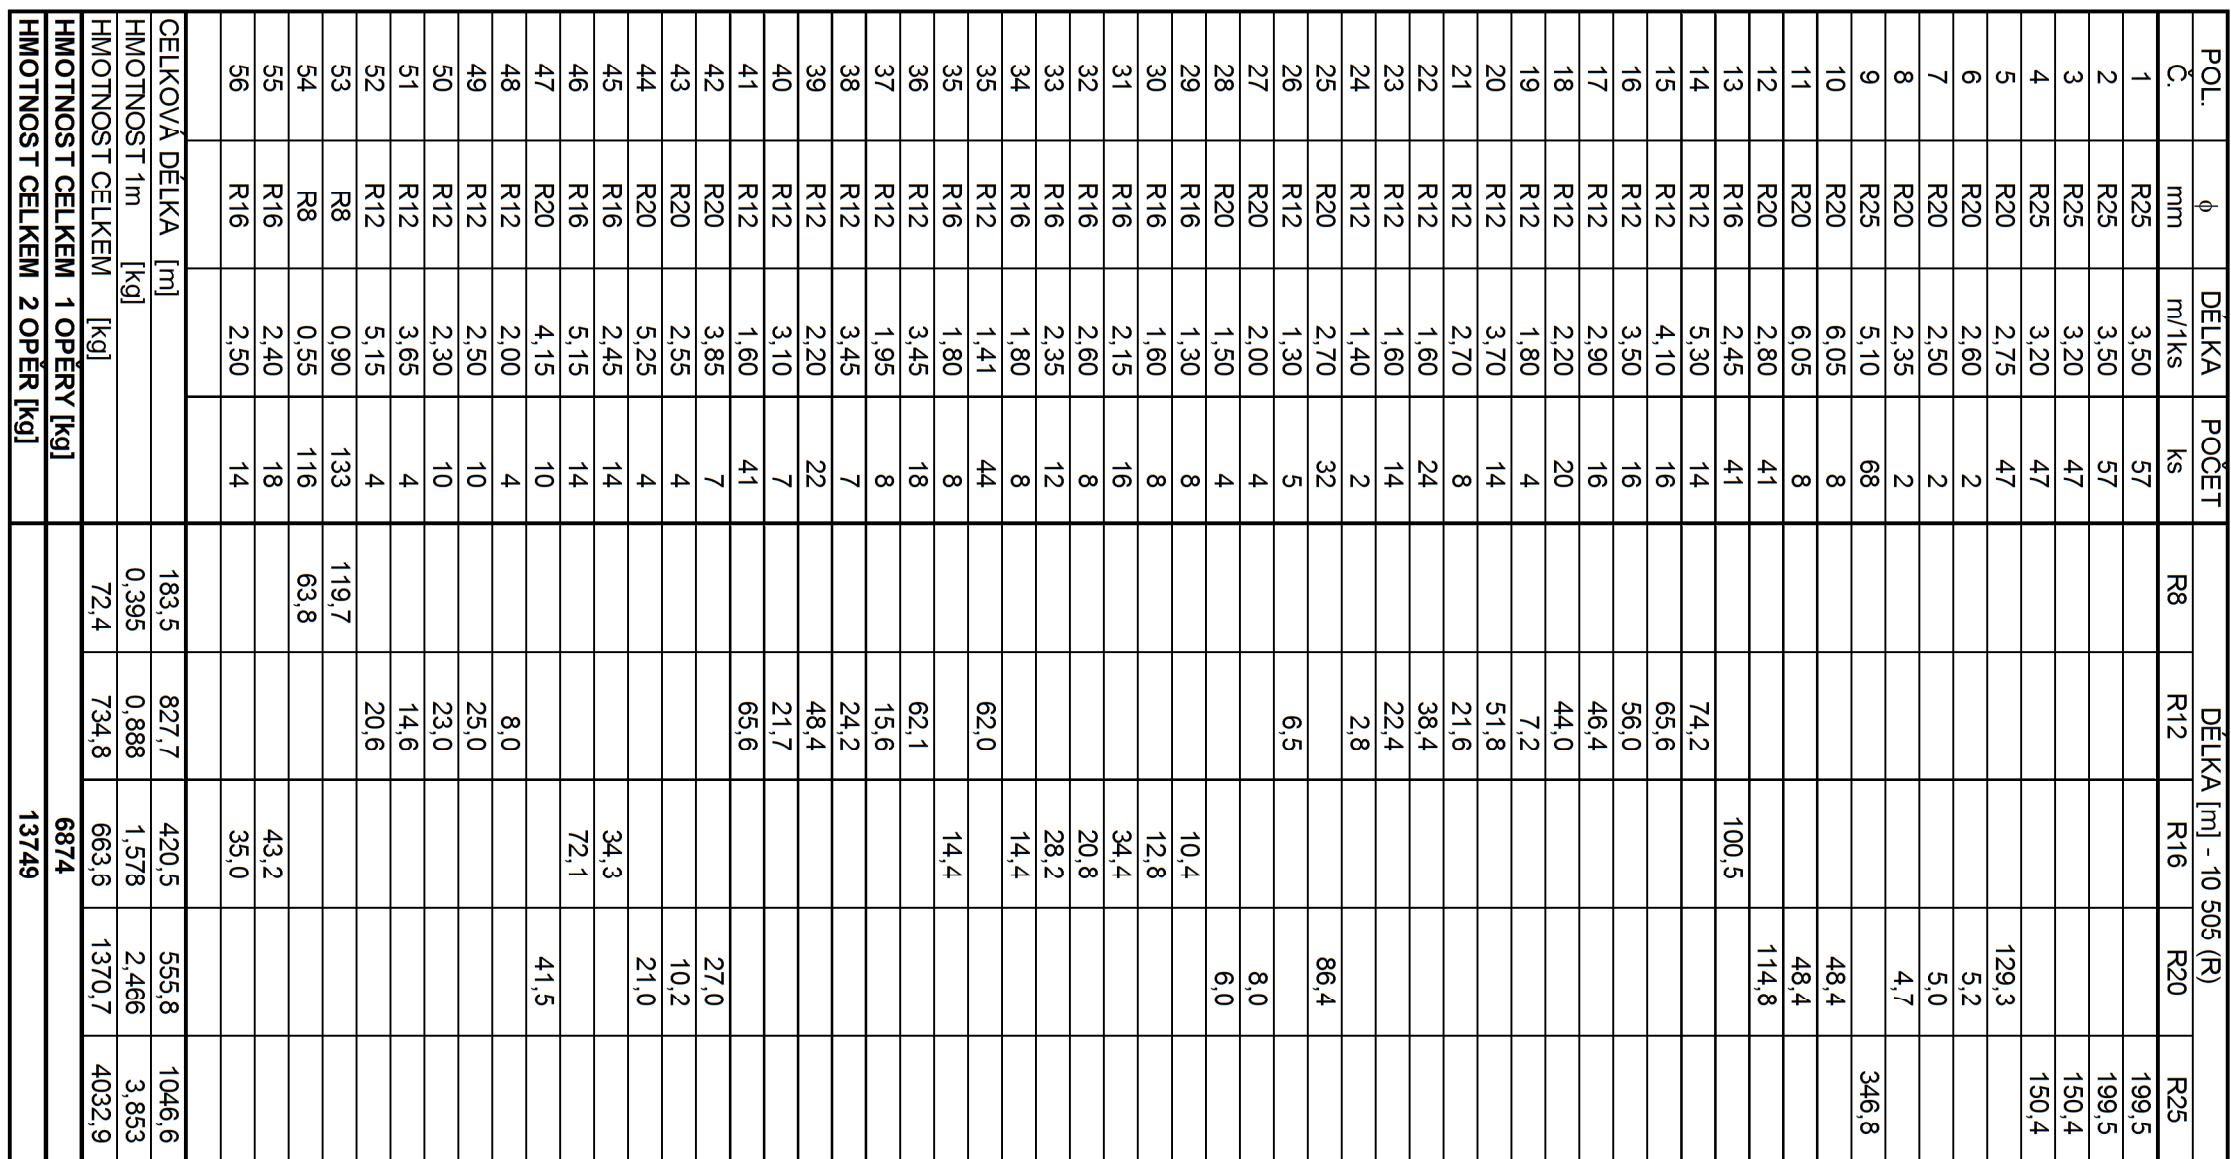 POL. ϕ DÉLKA POČET DÉLKA [m] - 10 505 (R)
Č. mm m/1ks ks R8 R12 R16 R20 R25
1 R25 3,50 57 199,5
2 R25 3,50 57 199,5
3 R25 3,20 47 150,4
4 R25 3,20 47 150,4
5 R20 2,75 47 129,3
6 R20 2,60 2 5,2
7 R20 2,50 2 5,0
8 R20 2,35 2 4,7
9 R25 5,10 68 346,8
10 R20 6,05 8 48,4
11 R20 6,05 8 48,4
12 R20 2,80 41 114,8
13 R16 2,45 41 100,5
14 R12 5,30 14 74,2
15 R12 4,10 16 65,6
16 R12 3,50 16 56,0
17 R12 2,90 16 46,4
18 R12 2,20 20 44,0
19 R12 1,80 4 7,2
20 R12 3,70 14 51,8
21 R12 2,70 8 21,6
22 R12 1,60 24 38,4
23 R12 1,60 14 22,4
24 R12 1,40 2 2,8
25 R20 2,70 32 86,4
26 R12 1,30 5 6,5
27 R20 2,00 4 8,0
28 R20 1,50 4 6,0
29 R16 1,30 8 10,4
30 R16 1,60 8 12,8
31 R16 2,15 16 34,4
32 R16 2,60 8 20,8
33 R16 2,35 12 28,2
34 R16 1,80 8 14,4
35 R12 1,41 44 62,0
35 R16 1,80 8 14,4
36 R12 3,45 18 62,1
37 R12 1,95 8 15,6
38 R12 3,45 7 24,2
39 R12 2,20 22 48,4
40 R12 3,10 7 21,7
41 R12 1,60 41 65,6
42 R20 3,85 7 27,0
43 R20 2,55 4 10,2
44 R20 5,25 4 21,0
45 R16 2,45 14 34,3
46 R16 5,15 14 72,1
47 R20 4,15 10 41,5
48 R12 2,00 4 8,0
49 R12 2,50 10 25,0
50 R12 2,30 10 23,0
51 R12 3,65 4 14,6
52 R12 5,15 4 20,6
53 R8 0,90 133 119,7
54 R8 0,55 116 63,8
55 R16 2,40 18 43,2
56 R16 2,50 14 35,0
CELKOVÁ DÉLKA [m] 183,5 827,7 420,5 555,8 1046,6
HMOTNOST 1m [kg] 0,395 0,888 1,578 2,466 3,853
HMOTNOST CELKEM [kg] 72,4 734,8 663,6 1370,7 4032,9
HMOTNOST CELKEM 1 OPĚRY [kg] 6874
HMOTNOST CELKEM 2 OPĚR [kg] 13749